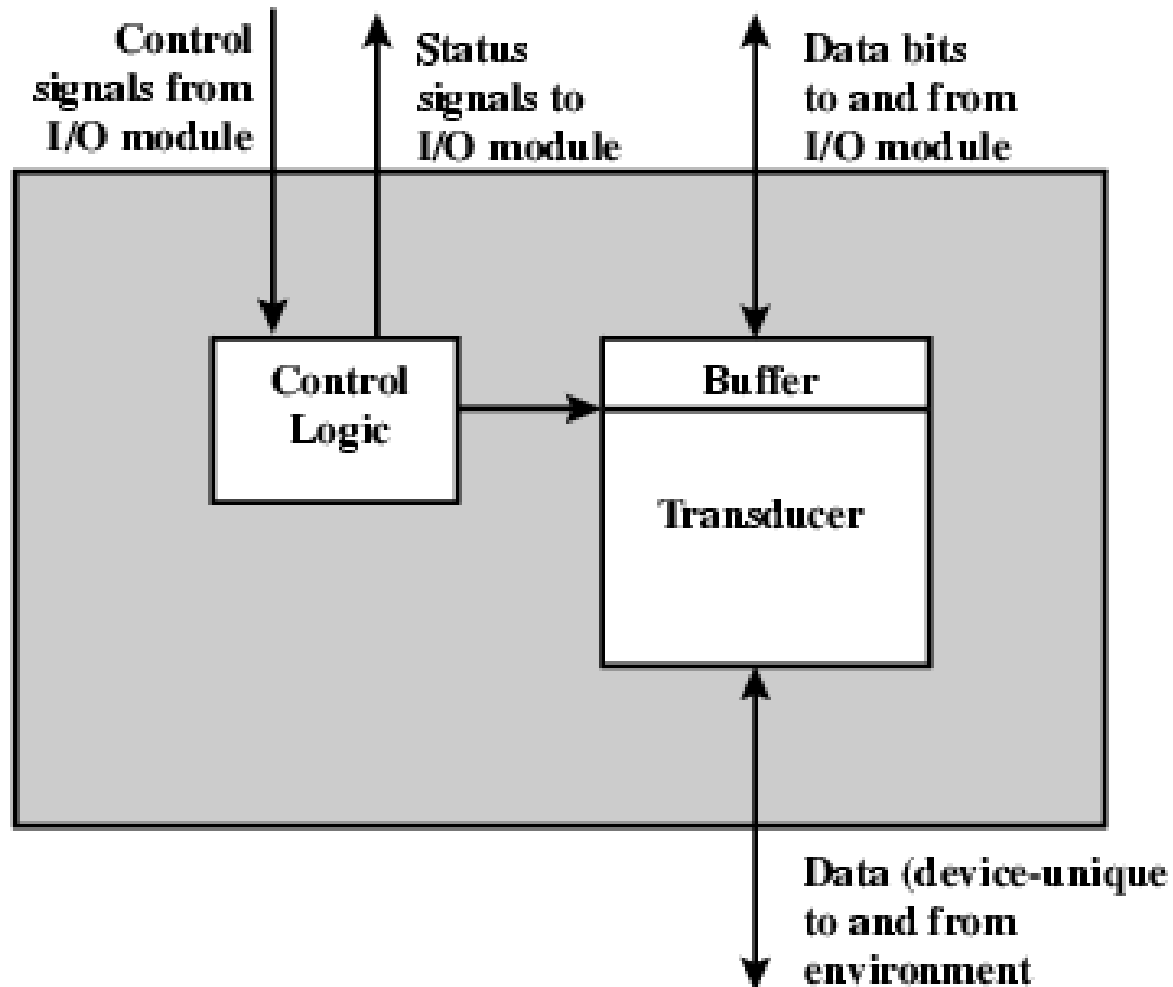 Control
signals from
I/O module
Status
signals to
I/O module
Data bits
to and from
I/O module
Control
Logic
Buffer
Transducer
Data (device-unique
to and from
environment